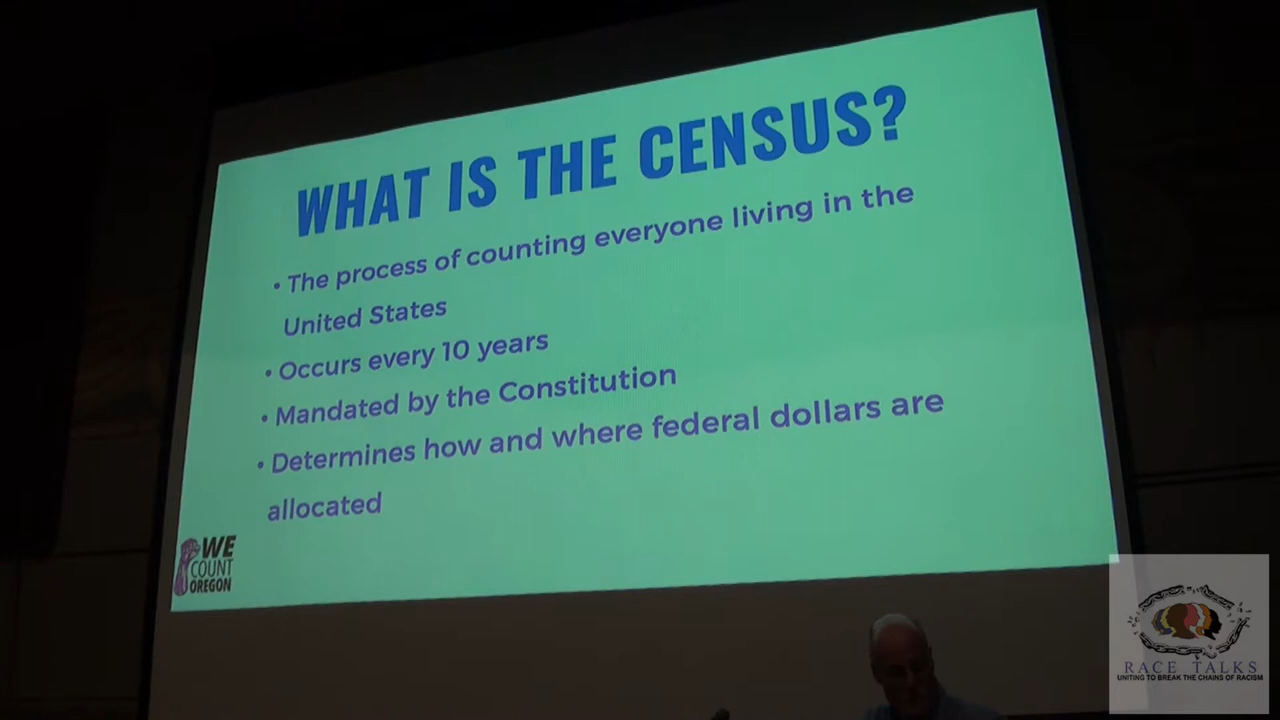 WHAT IS THE CENSUS?
• The process of counting everyone living in the
United States
• Occurs every 10 years
• Mandated by the Constitution
• Determines how and where federal dollars are
allocated
WE
COUNT
OREGON
RACE TALKS
UNITING TO BREAK THE CHAINS OF RACISM